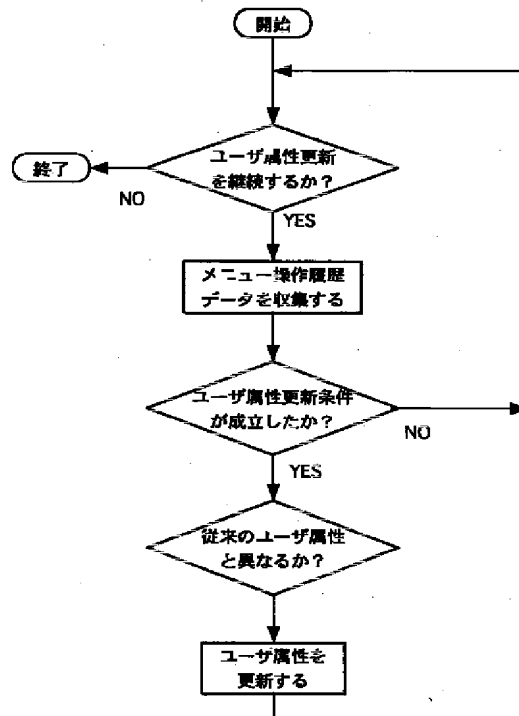 開始
ユーザ属性更新
を継続するか？
終了
NO
YES
メニュー操作履歴
データを収集する
ユーザ属性更新条件
が成立したか？
NO
YES
従来のユーザ属性
と異なるか？
ユーザ属性を
更新する